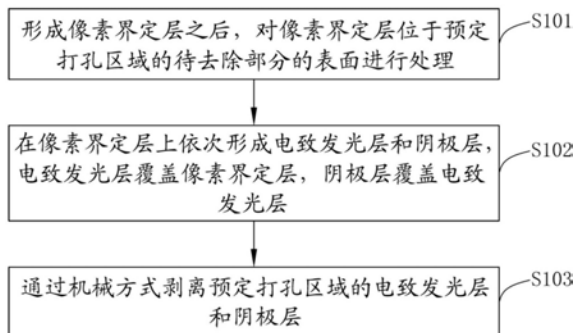 形成像素界定层之后，对像素界定层位于预定
打孔区域的待去除部分的表面进行处理
S101
在像素界定层上依次形成电致发光层和阴极层，
电致发光层覆盖像素界定层，阴极层覆盖电致
发光层
S102
通过机械方式剥离预定打孔区域的电致发光层
和阴极层
S103